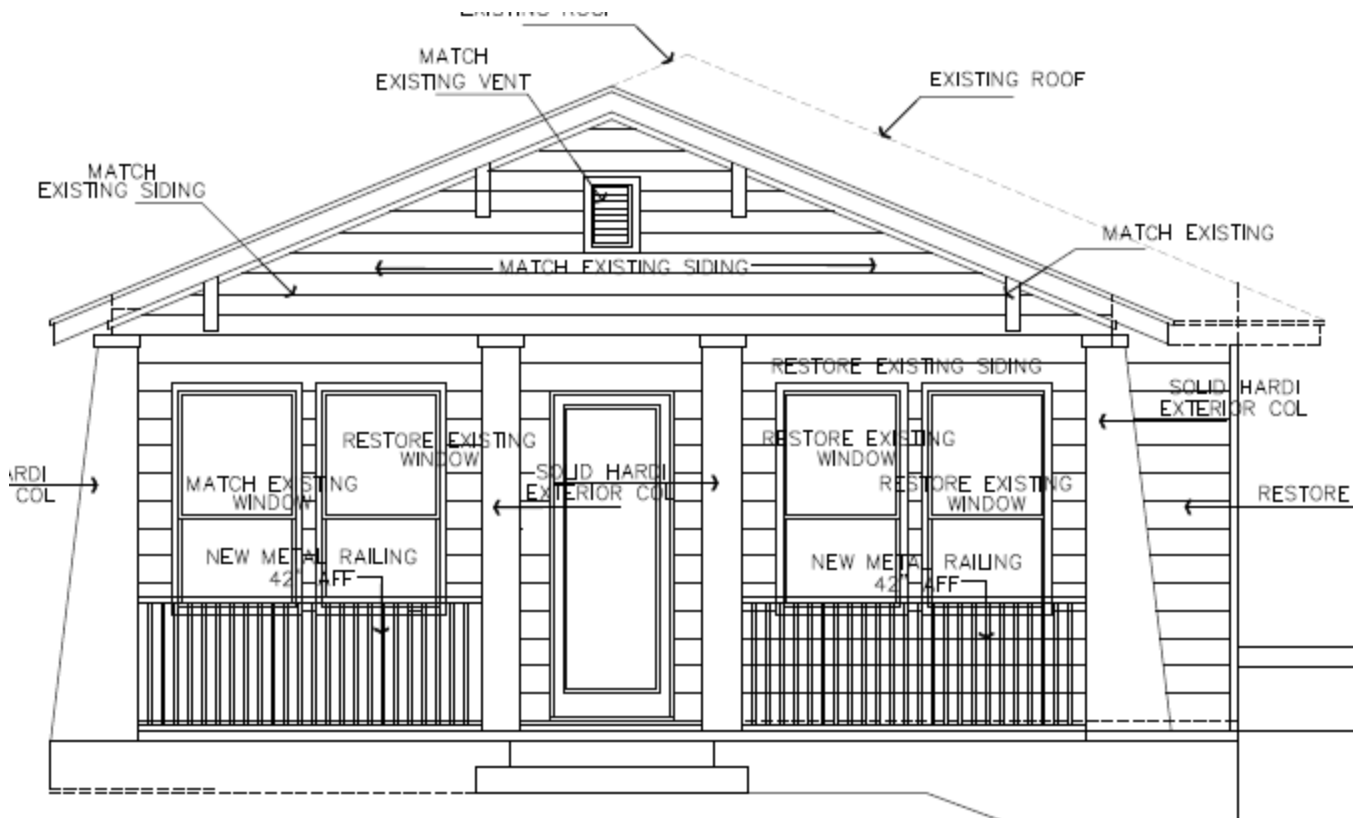 EXISTING ROOF
MATCH
EXISTING VENT
EXISTING ROOF
MATCH
EXISTING SIDING
MATCH EXISTING
MATCH EXISTING SIDING
RESTORE EXISTING SIDING
SOLID HARDI
EXTERIOR COL
RESTORE EXISTING
WINDOW
RESTORE EXISTING
WINDOW
COL
SOLID HARDI
EXTERIOR COL
MATCH EXISTING
WINDOW
RESTORE EXISTING
WINDOW
RESTORE
NEW METAL RAILING
42" AFF
NEW METAL RAILING
42" AFF